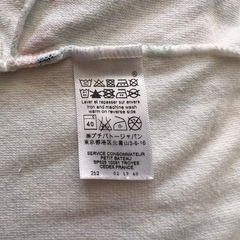 Laver et repasser sur envers
Iron and machine wash
warm on reverse side
40
㈱プチバトージャパン
東京都港区北青山3-6-16
SERVICE CONSOMMATEUR
PETIT BATEAU
BP525 10081 TROYES
CEDEX FRANCE